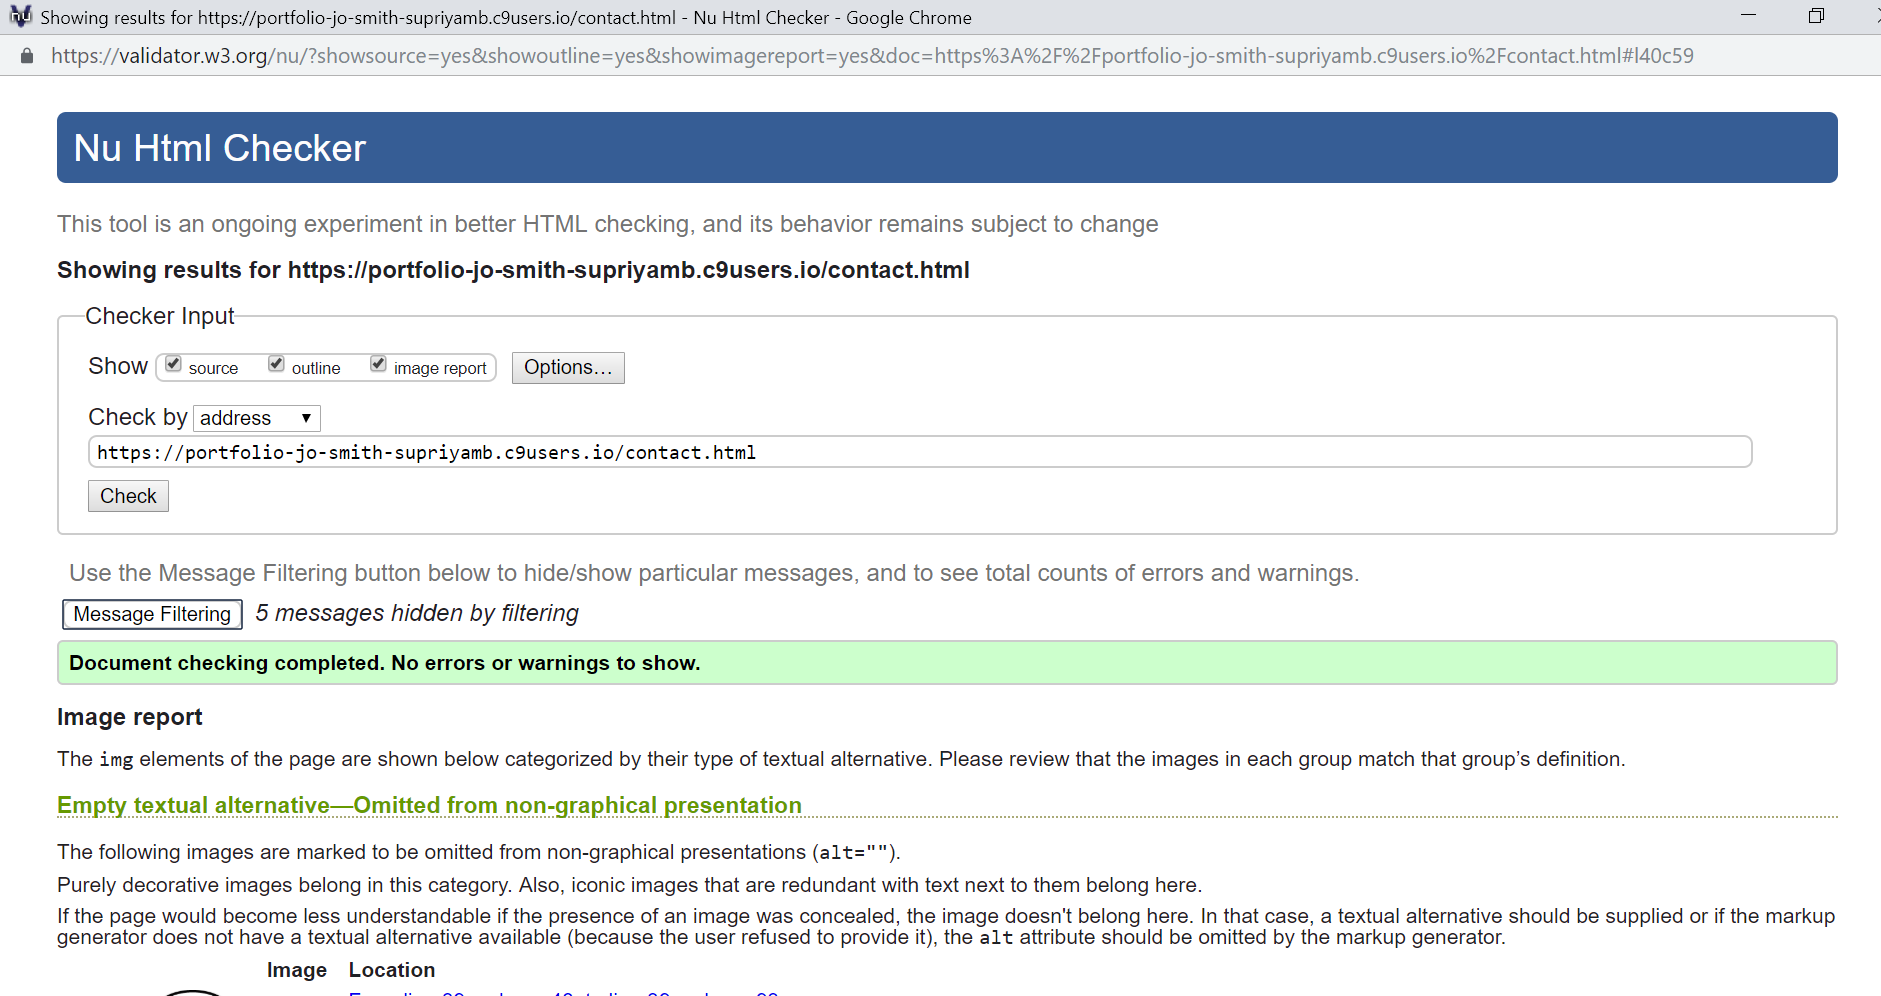 Showing results for https://portfolio-jo-smith-supriyamb.c9users.io/contact.html - Nu Html Checker - Google Chrome
https://validator.w3.org/nu/?showsource=yes&showoutline=yes&showimagereport=yes&doc=https%3A%2F%2Fportfolio-jo-smith-supriyamb.c9users.io%2Fcontact.html#l40c59
Nu Html Checker
This tool is an ongoing experiment in better HTML checking, and its behavior remains subject to change
Showing results for https://portfolio-jo-smith-supriyamb.c9users.io/contact.html
Checker Input
Show source outline image report Options...
Check by address
https://portfolio-jo-smith-supriyamb.c9users.io/contact.html
Check
Use the Message Filtering button below to hide/show particular messages, and to see total counts of errors and warnings.
Message Filtering 5 messages hidden by filtering
Document checking completed. No errors or warnings to show.
Image report
The img elements of the page are shown below categorized by their type of textual alternative. Please review that the images in each group match that group’s definition.
Empty textual alternative—Omitted from non-graphical presentation
The following images are marked to be omitted from non-graphical presentations (alt="").
Purely decorative images belong in this category. Also, iconic images that are redundant with text next to them belong here.
If the page would become less understandable if the presence of an image was concealed, the image doesn't belong here. In that case, a textual alternative should be supplied or if the markup
generator does not have a textual alternative available (because the user refused to provide it), the alt attribute should be omitted by the markup generator.
Image Location